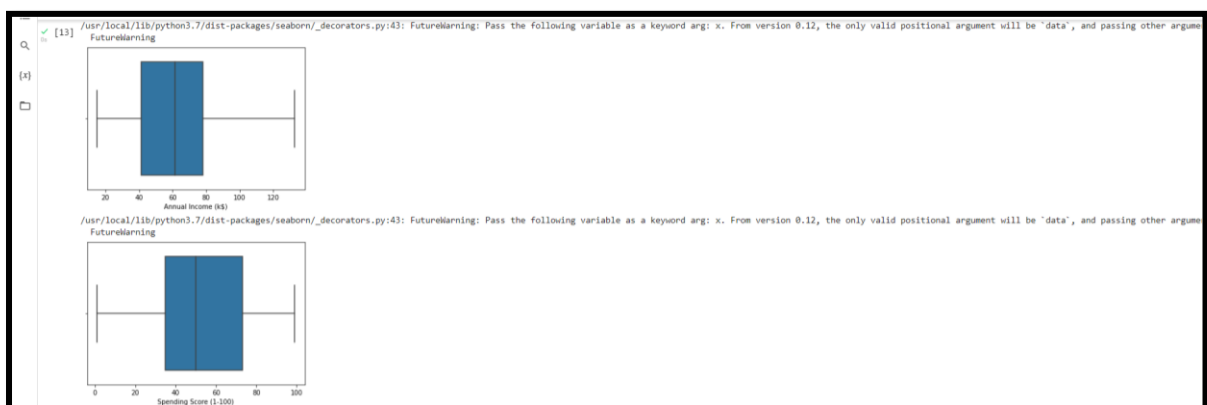 [13] /usr/local/lib/python3.7/dist-packages/seaborn/_decorators.py:43: FutureWarning: Pass the following variable as a keyword arg: x. From version 0.12, the only valid positional argument will be `data`, and passing other argume
FutureWarning
{x}
20 40 60 80 100 120
Annual Income (k$)
/usr/local/lib/python3.7/dist-packages/seaborn/_decorators.py:43: FutureWarning: Pass the following variable as a keyword arg: x. From version 0.12, the only valid positional argument will be `data`, and passing other argume
FutureWarning
0 20 40 60 80 100
Spending Score (1-100)